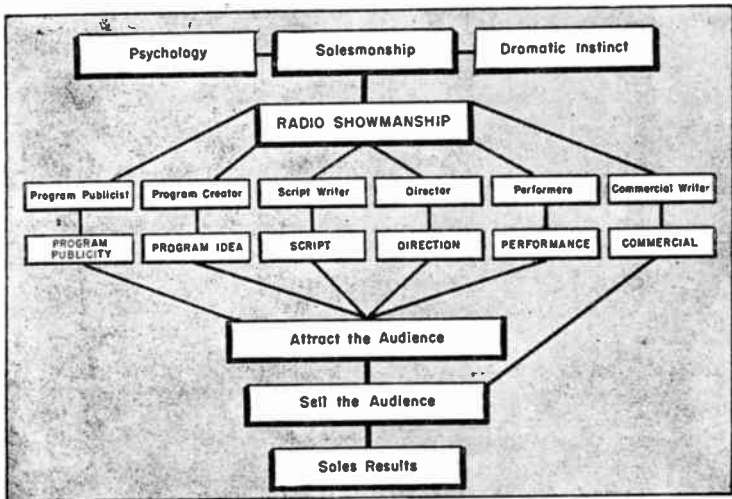 Psychology
Salesmanship
Dramatic Instinct
RADIO SHOWMANSHIP
Program Publicist
Program Creator
Script Writer
Director
Performers
Commercial Writer
PROGRAM
PUBLICITY
PROGRAM IDEA
SCRIPT
DIRECTION
PERFORMANCE
COMMERCIAL
Attract the Audience
Sell the Audience
Sales Results